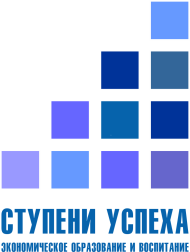 СТУПЕНИ УСПЕХА
ЭКОНОМИЧЕСКОЕ ОБРАЗОВАНИЕ И ВОСПИТАНИЕ